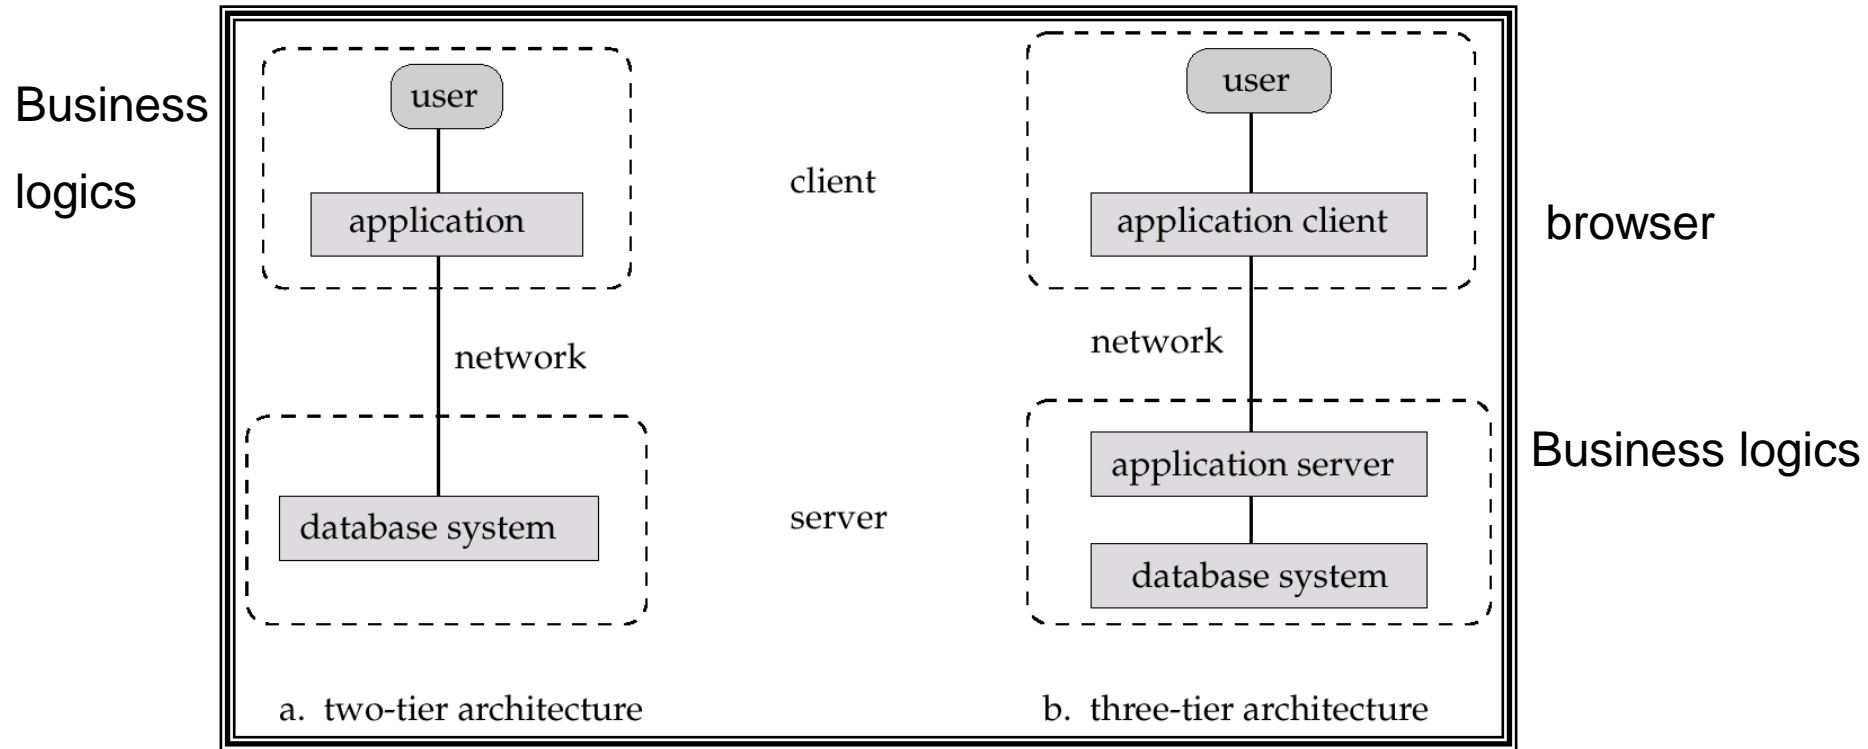 Business
logics
user
application
network
database system
a. two-tier architecture
client
server
user
application client
network
application server
database system
b. three-tier architecture
browser
Business logics